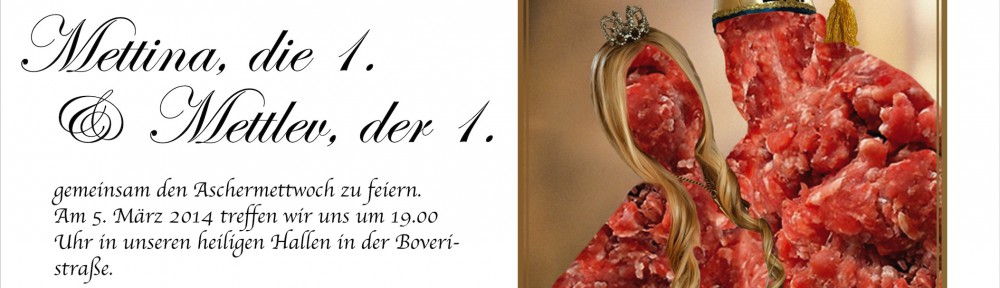 Mettina, die 1.
& Mettlev, der 1.
gemeinsam den Aschermettwoch zu feiern.
Am 5. März 2014 treffen wir uns um 19.00
Uhr in unseren heiligen Hallen in der Boveri-
straße.